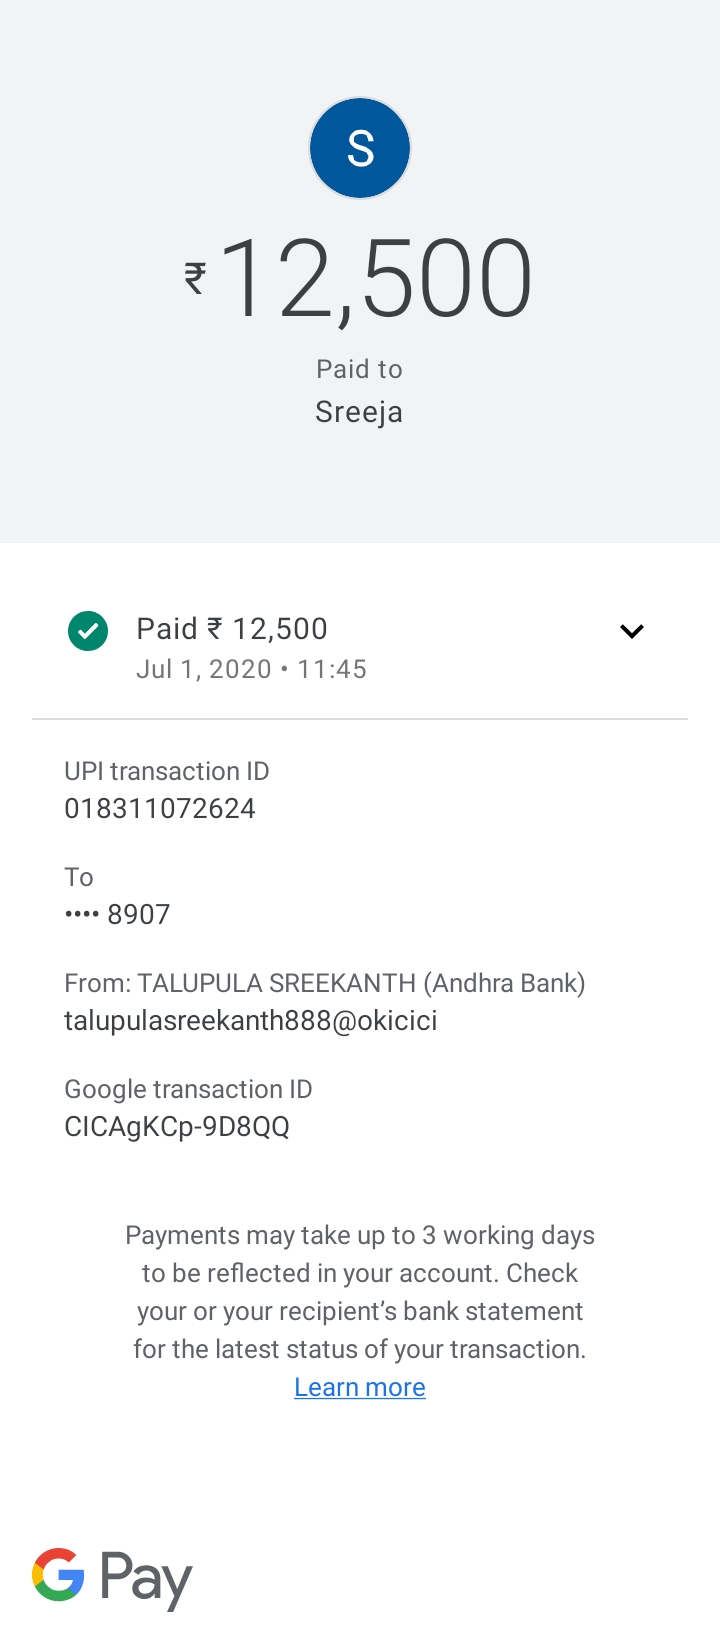 S
₹12,500
Paid to
Sreeja
Paid ₹ 12,500
Jul 1, 2020 • 11:45
UPI transaction ID
018311072624
To
•••• 8907
From: TALUPULA SREEKANTH (Andhra Bank)
talupulasreekanth888@okicici
Google transaction ID
CICAgKCp-9D8QQ
Payments may take up to 3 working days
to be reflected in your account. Check
your or your recipient’s bank statement
for the latest status of your transaction.
Learn more
G Pay